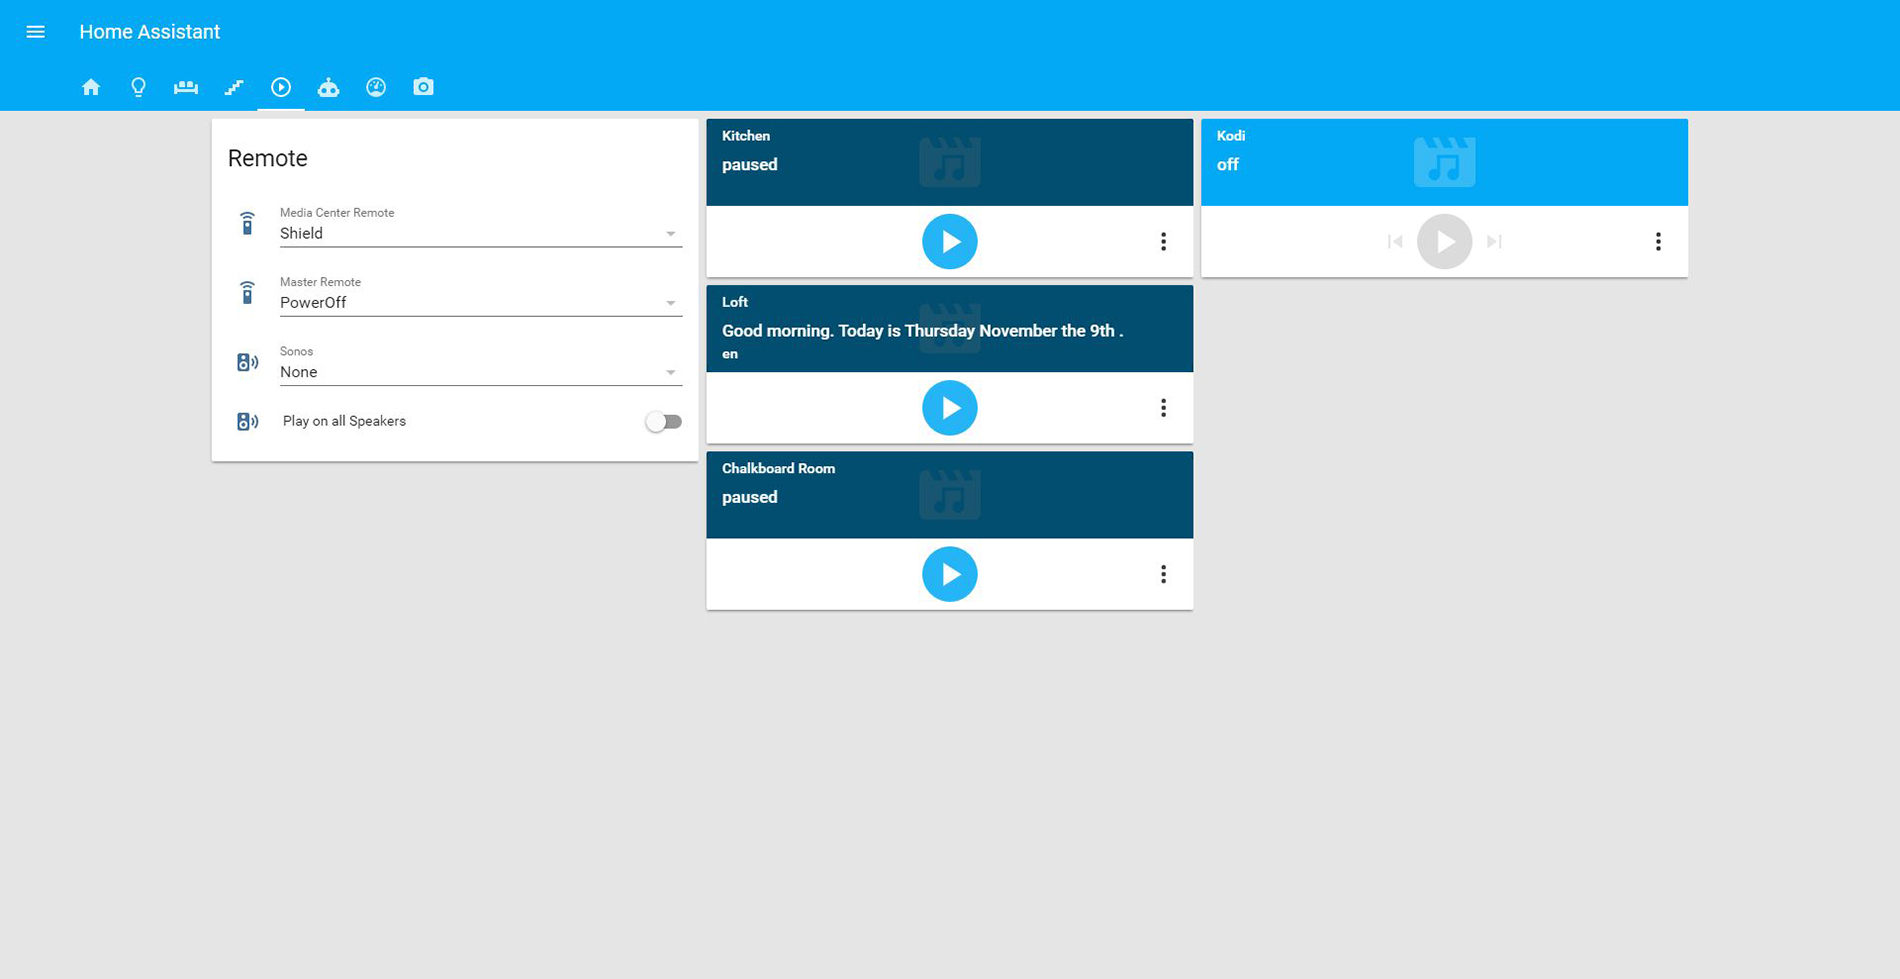 Home Assistant
Remote
Media Center Remote
Shield
Master Remote
PowerOff
Sonos
None
Play on all Speakers
Kitchen
paused
Loft
Good morning. Today is Thursday November the 9th .
en
Chalkboard Room
paused
Kodi
off